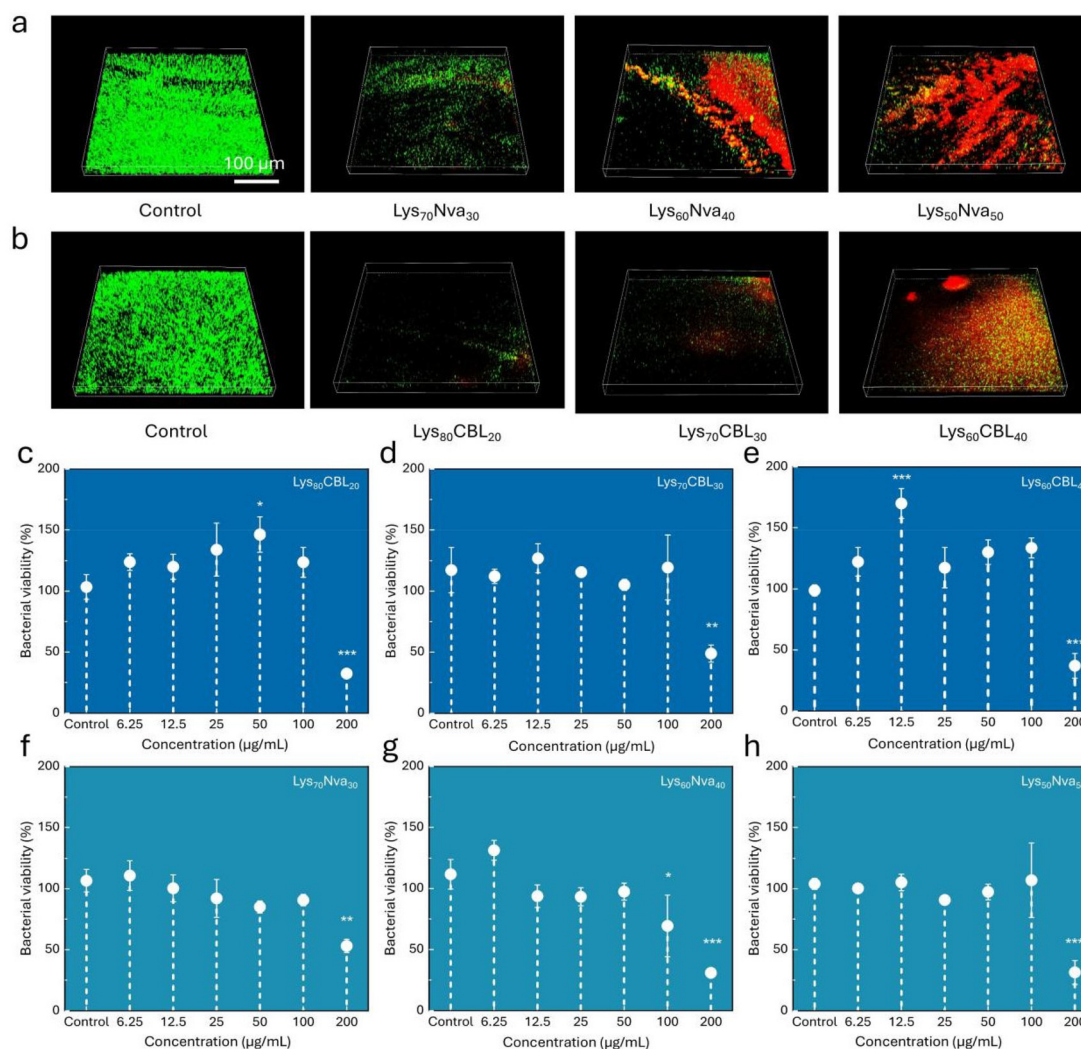 a
100 µm
Control
Lys₇₀Nva₃₀
Lys₆₀Nva₄₀
Lys₅₀Nva₅₀
b
Control
Lys₈₀CBL₂₀
Lys₇₀CBL₃₀
Lys₆₀CBL₄₀
c
200
150
100
50
0
Bacterial viability (%)
Lys₈₀CBL₂₀
*
***
Control 6.25 12.5 25 50 100 200
Concentration (µg/mL)
d
200
150
100
50
0
Bacterial viability (%)
Lys₇₀CBL₃₀
**
Control 6.25 12.5 25 50 100 200
Concentration (µg/mL)
e
200
150
100
50
0
Bacterial viability (%)
Lys₆₀CBL₄
***
***
Control 6.25 12.5 25 50 100 200
Concentration (µg/mL)
f
200
150
100
50
0
Bacterial viability (%)
Lys₇₀Nva₃₀
**
Control 6.25 12.5 25 50 100 200
Concentration (µg/mL)
g
200
150
100
50
0
Bacterial viability (%)
Lys₆₀Nva₄₀
*
***
Control 6.25 12.5 25 50 100 200
Concentration (µg/mL)
h
200
150
100
50
0
Bacterial viability (%)
Lys₅₀Nva₅
***
Control 6.25 12.5 25 50 100 200
Concentration (µg/mL)